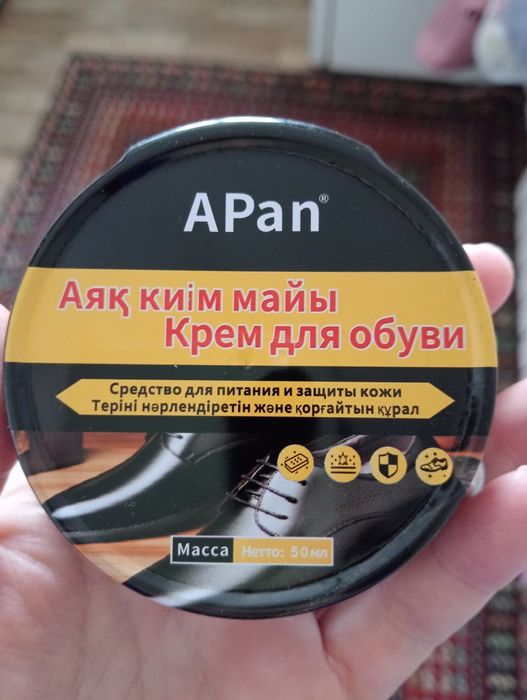 APan®
Аяқ киім майы
Крем для обуви
Средство для питания и защиты кожи
Теріні нәрлендіретін және қорғайтын құрал
Масса Нетто: 50мл